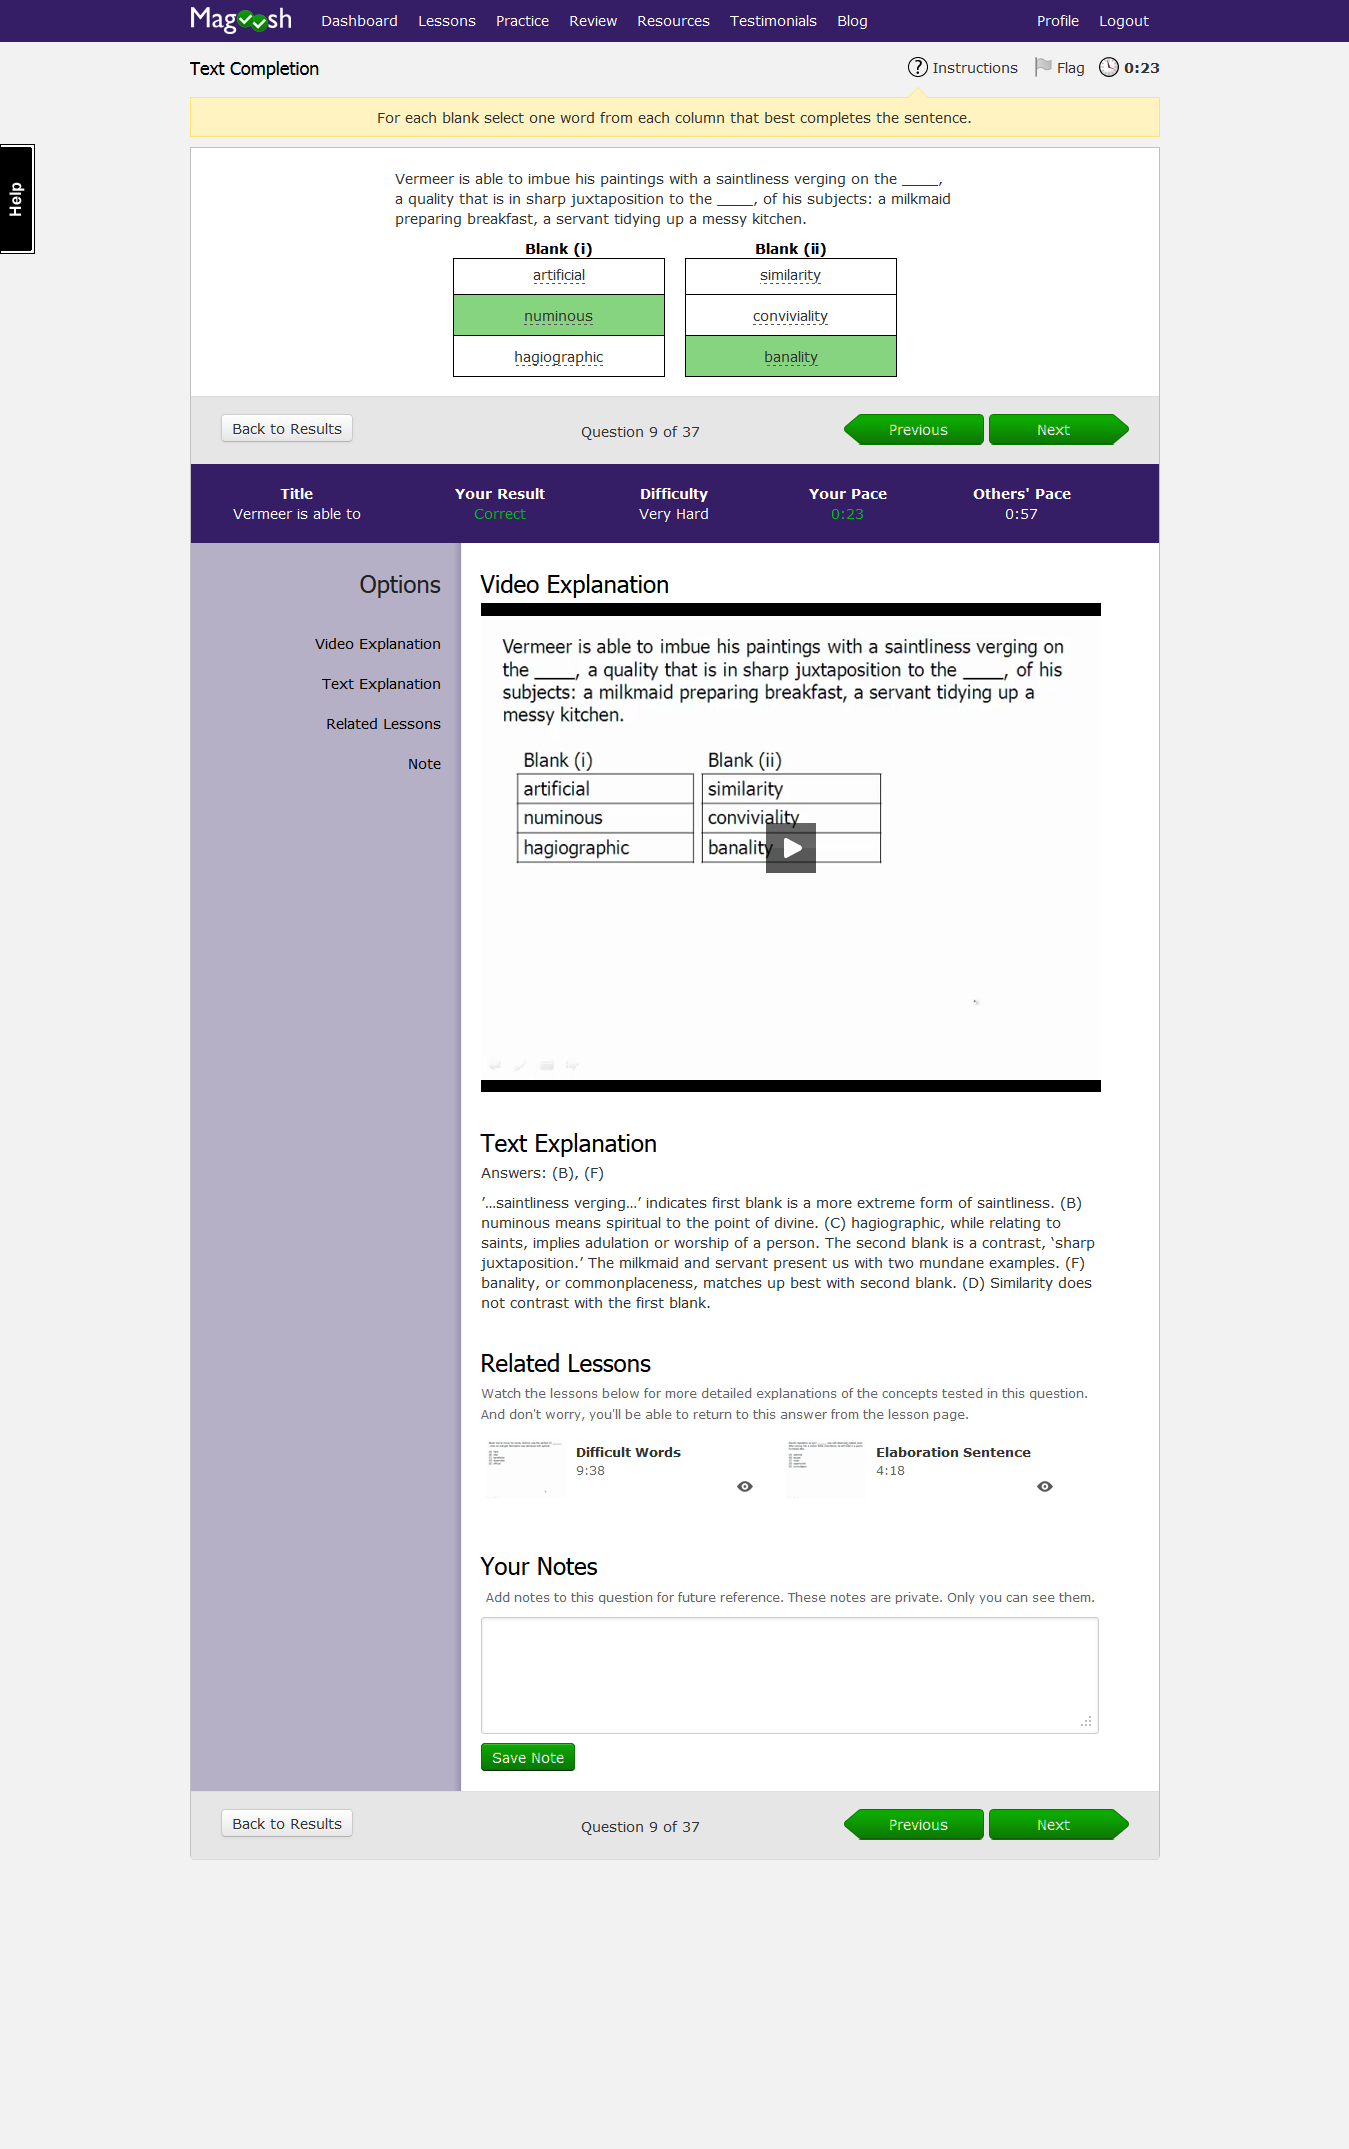 Magoosh Dashboard Lessons Practice Review Resources Testimonials Blog Profile Logout
Text Completion ? Instructions Flag 0:23
For each blank select one word from each column that best completes the sentence.
Help
Vermeer is able to imbue his paintings with a saintliness verging on the ____,
a quality that is in sharp juxtaposition to the ____, of his subjects: a milkmaid
preparing breakfast, a servant tidying up a messy kitchen.
Blank (i) Blank (ii)
artificial similarity
numinous conviviality
hagiographic banality
Back to Results Question 9 of 37 Previous Next
Title Your Result Difficulty Your Pace Others' Pace
Vermeer is able to Correct Very Hard 0:23 0:57
Options
Video Explanation
Text Explanation
Related Lessons
Note
Video Explanation
Vermeer is able to imbue his paintings with a saintliness verging on
the ____, a quality that is in sharp juxtaposition to the ____, of his
subjects: a milkmaid preparing breakfast, a servant tidying up a
messy kitchen.
Blank (i) Blank (ii)
artificial similarity
numinous conviviality
hagiographic banality
Text Explanation
Answers: (B), (F)
’...saintliness verging...’ indicates first blank is a more extreme form of saintliness. (B)
numinous means spiritual to the point of divine. (C) hagiographic, while relating to
saints, implies adulation or worship of a person. The second blank is a contrast, ‘sharp
juxtaposition.’ The milkmaid and servant present us with two mundane examples. (F)
banality, or commonplaceness, matches up best with second blank. (D) Similarity does
not contrast with the first blank.
Related Lessons
Watch the lessons below for more detailed explanations of the concepts tested in this question.
And don't worry, you'll be able to return to this answer from the lesson page.
Difficult Words
9:38
Elaboration Sentence
4:18
Your Notes
Add notes to this question for future reference. These notes are private. Only you can see them.
Save Note
Back to Results Question 9 of 37 Previous Next